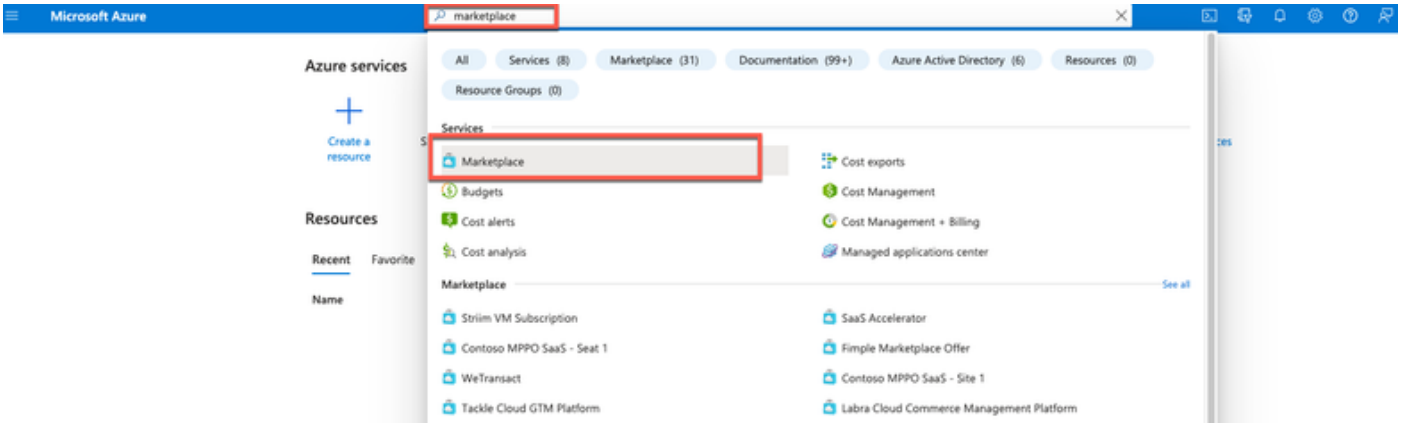 Microsoft Azure
marketplace
Azure services
Create a
resource
S
All
Services (8)
Marketplace (31)
Documentation (99+)
Azure Active Directory (6)
Resources (0)
Resource Groups (0)
Services
Marketplace
Cost exports
Budgets
Cost Management
Cost alerts
Cost Management + Billing
Cost analysis
Managed applications center
ces
Resources
Recent
Favorite
Name
Marketplace
See all
Striim VM Subscription
SaaS Accelerator
Contoso MPPO SaaS - Seat 1
Fimple Marketplace Offer
WeTransact
Contoso MPPO SaaS - Site 1
Tackle Cloud GTM Platform
Labra Cloud Commerce Management Platform